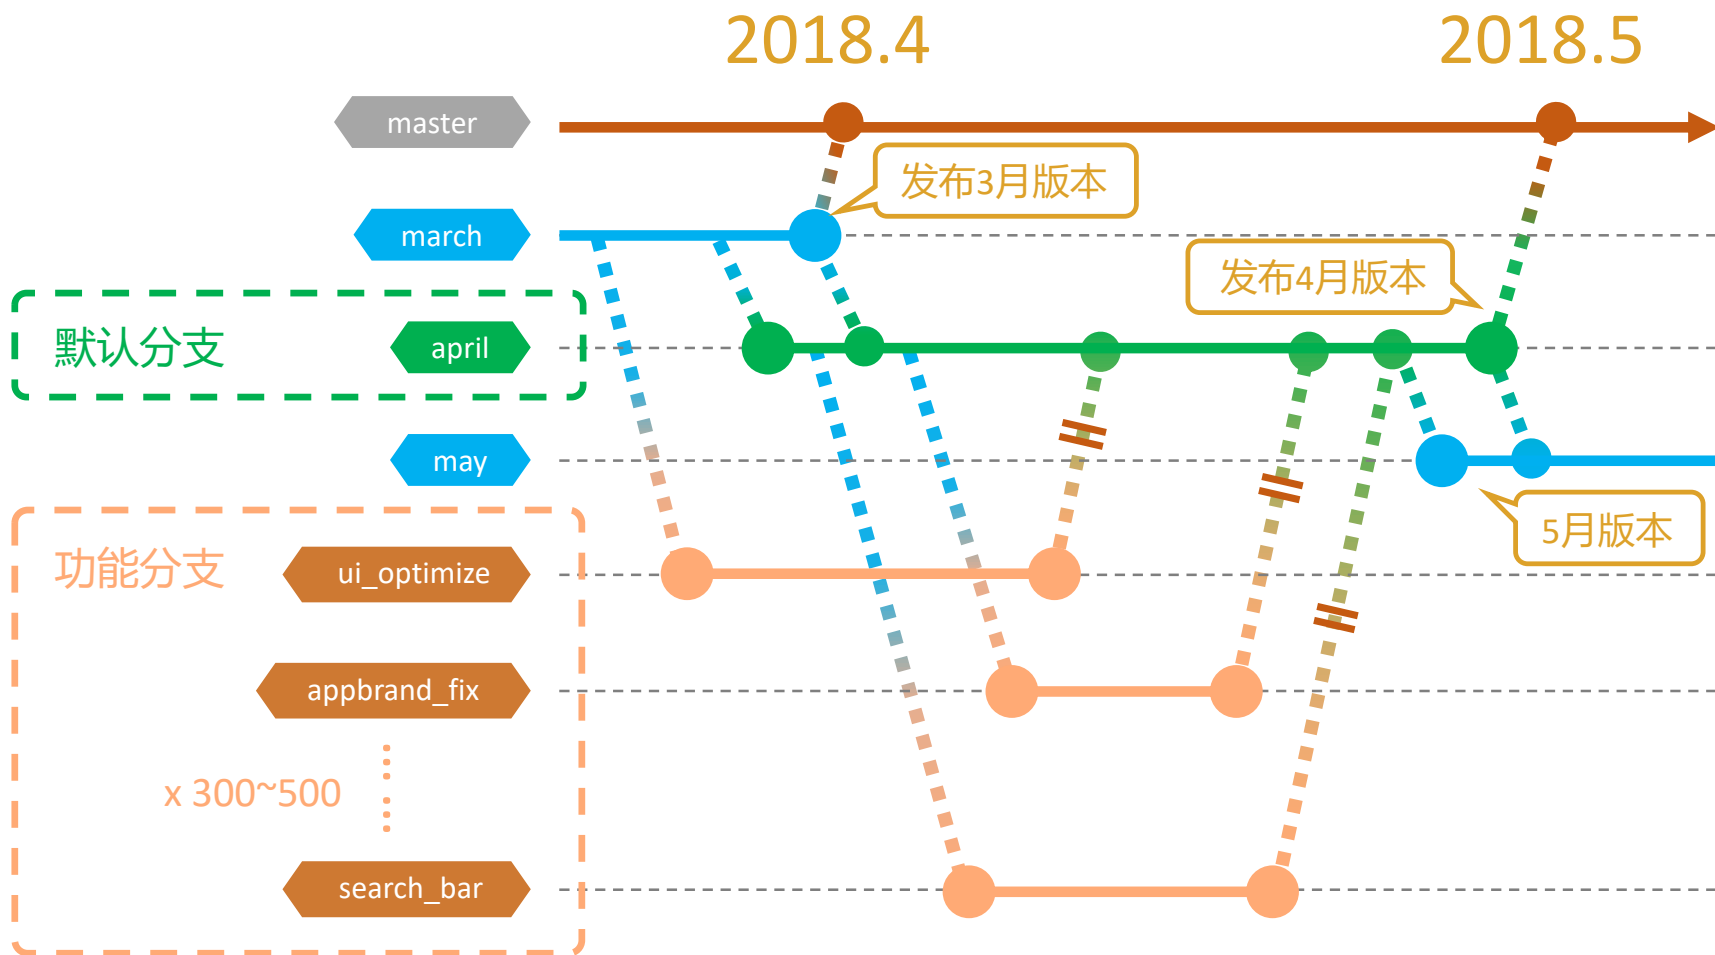 2018.4
2018.5
master
发布3月版本
march
发布4月版本
默认分支
april
may
5月版本
功能分支
ui_optimize
appbrand_fix
x 300~500
search_bar